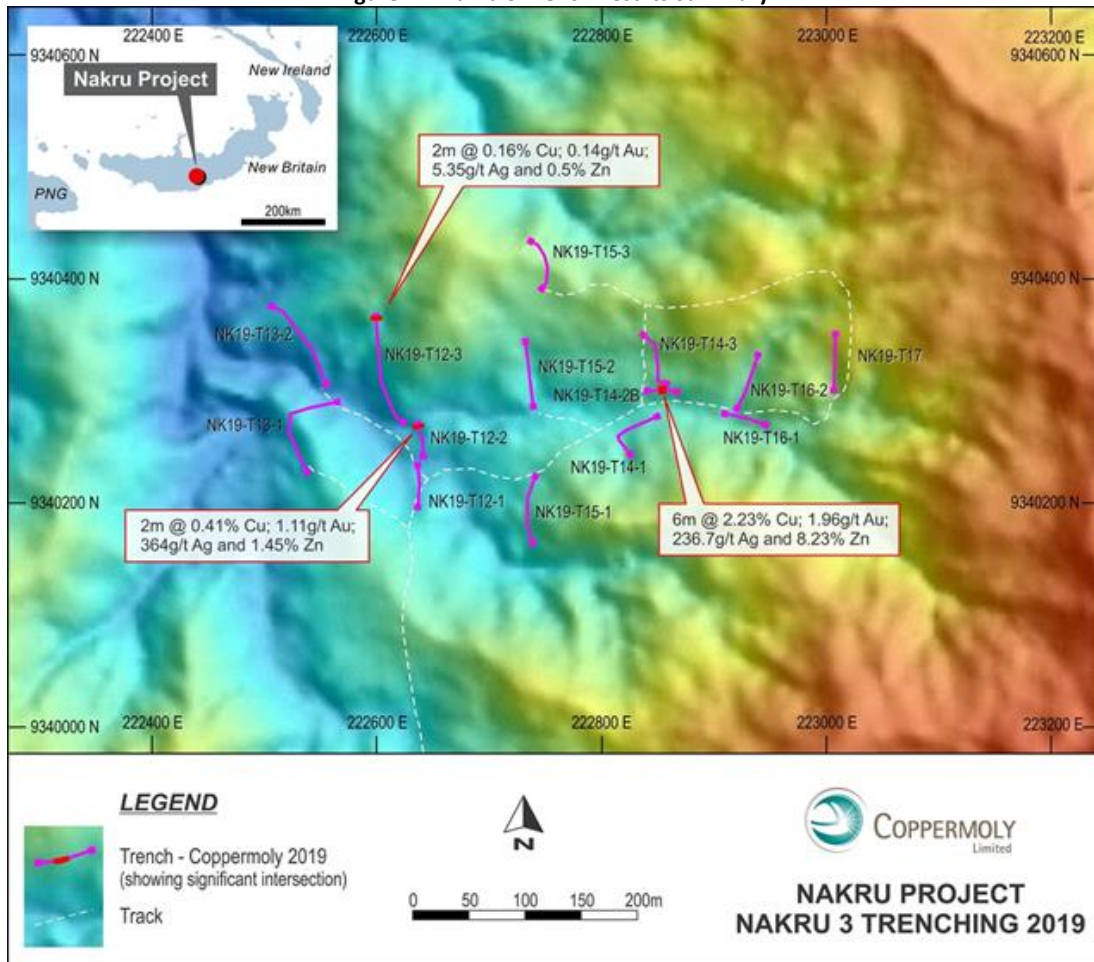 222400 E
222600 E
222800 E
223000 E
223200 E
9340600 N
9340600 N
Nakru Project
New Ireland
New Britain
PNG
200km
2m @ 0.16% Cu; 0.14g/t Au;
5.35g/t Ag and 0.5% Zn
NK19-T15-3
9340400 N
9340400 N
NK19-T13-2
NK19-T12-3
NK19-T15-2
NK19-T14-3
NK19-T17
NK19-T14-2B
NK19-T16-2
NK19-T13-1
NK19-T12-2
NK19-T16-1
NK19-T14-1
NK19-T12-1
NK19-T15-1
9340200 N
9340200 N
2m @ 0.41% Cu; 1.11g/t Au;
364g/t Ag and 1.45% Zn
6m @ 2.23% Cu; 1.96g/t Au;
236.7g/t Ag and 8.23% Zn
9340000 N
9340000 N
222400 E
222600 E
222800 E
223000 E
223200 E
LEGEND
Trench - Coppermoly 2019
(showing significant intersection)
Track
N
0 50 100 150 200m
COPPERMOLY
Limited
NAKRU PROJECT
NAKRU 3 TRENCHING 2019